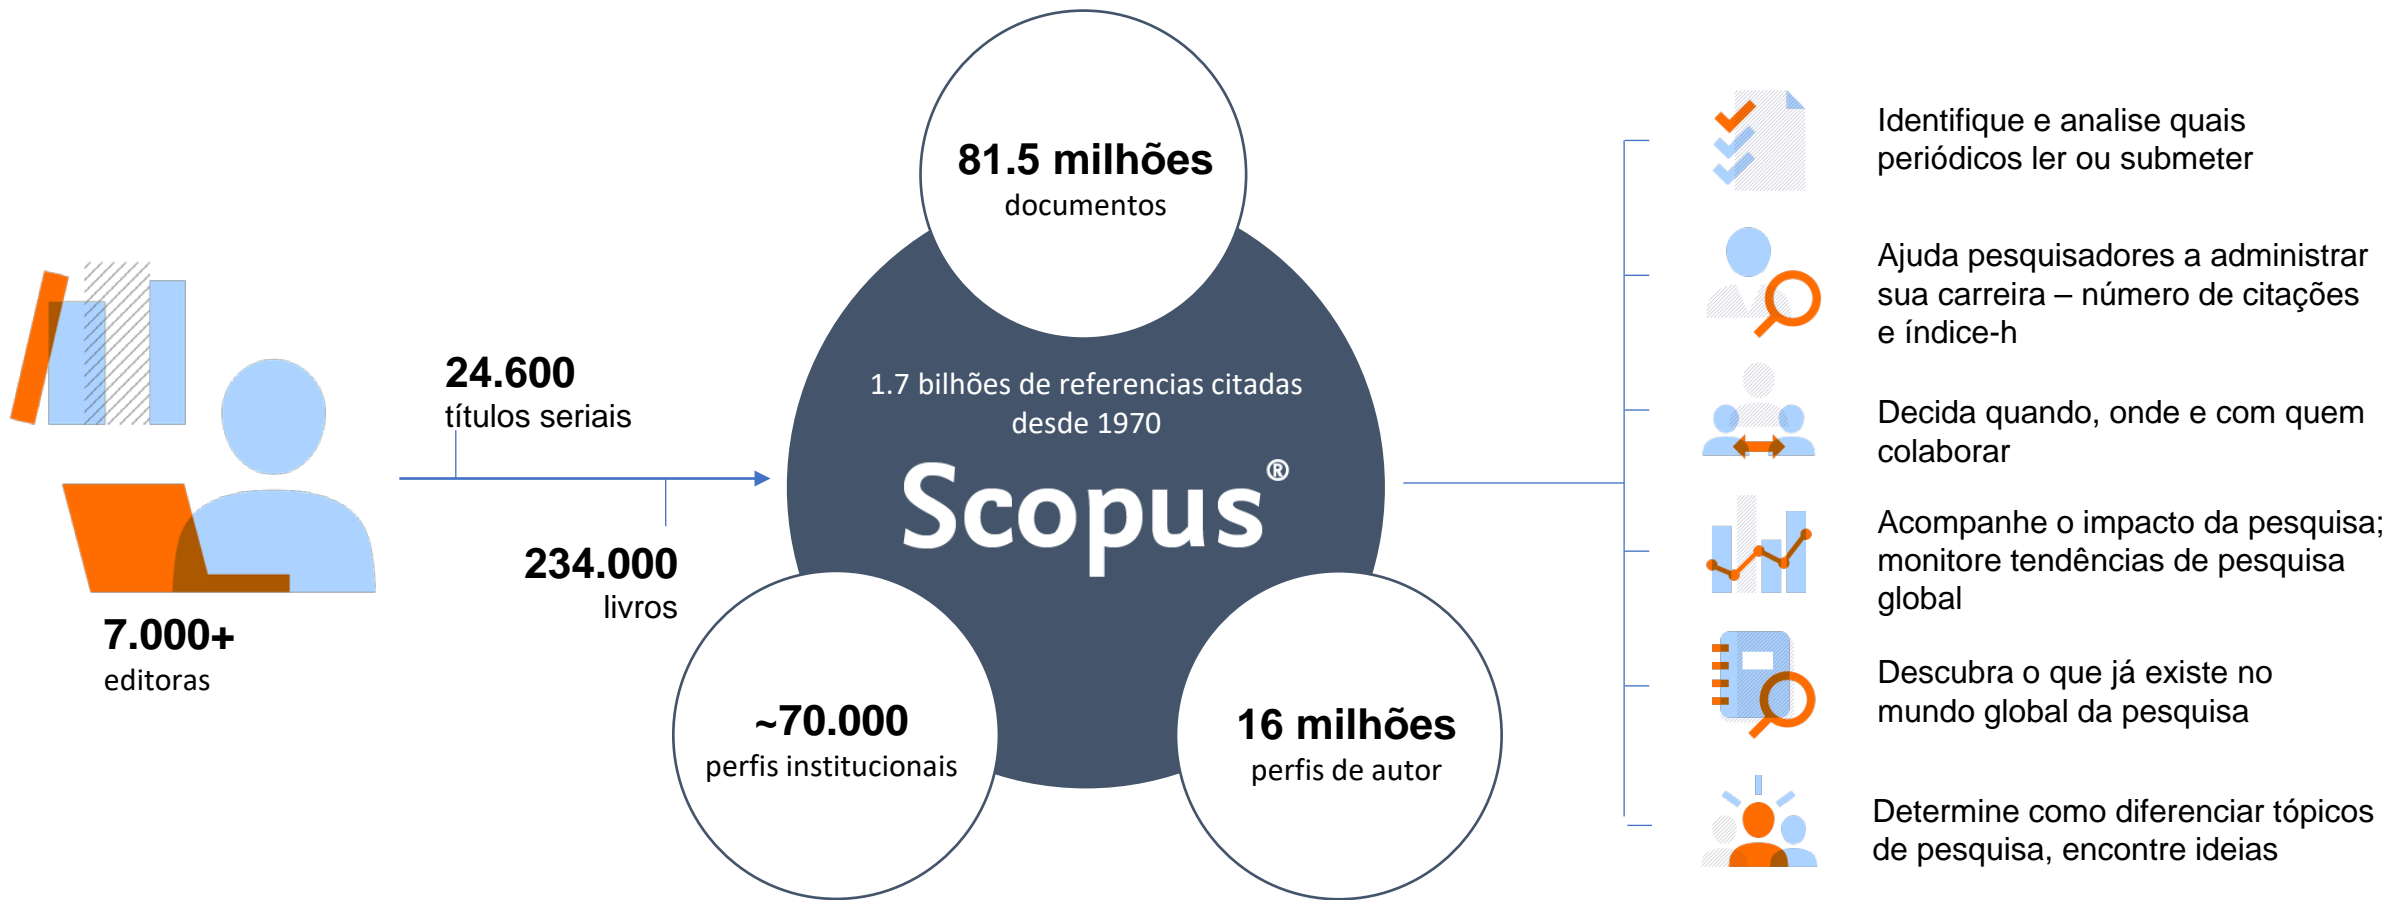 7.000+
editoras
24.600
títulos seriais
234.000
livros
81.5 milhões
documentos
1.7 bilhões de referencias citadas
desde 1970
Scopus®
~70.000
perfis institucionais
16 milhões
perfis de autor
Identifique e analise quais
periódicos ler ou submeter
Ajuda pesquisadores a administrar
sua carreira – número de citações
e índice-h
Decida quando, onde e com quem
colaborar
Acompanhe o impacto da pesquisa;
monitore tendências de pesquisa
global
Descubra o que já existe no
mundo global da pesquisa
Determine como diferenciar tópicos
de pesquisa, encontre ideias